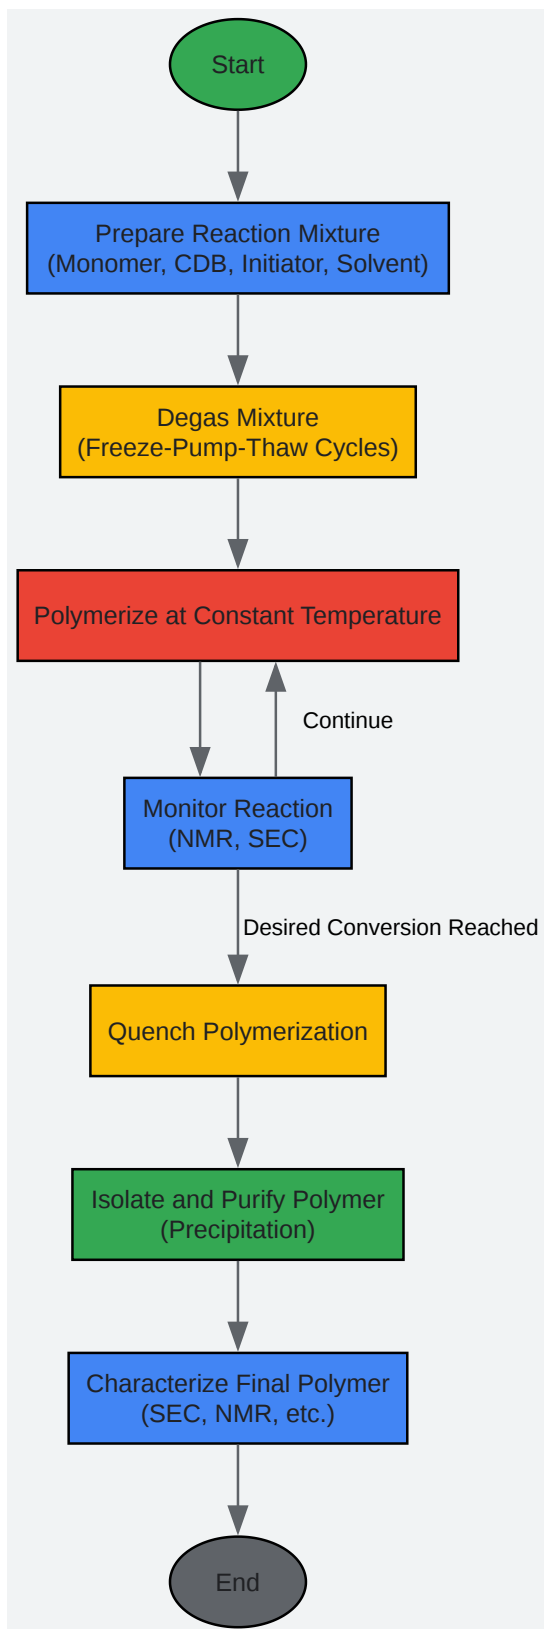 Start
Prepare Reaction Mixture
(Monomer, CDB, Initiator, Solvent)
Degas Mixture
(Freeze-Pump-Thaw Cycles)
Polymerize at Constant Temperature
Continue
Monitor Reaction
(NMR, SEC)
Desired Conversion Reached
Quench Polymerization
Isolate and Purify Polymer
(Precipitation)
Characterize Final Polymer
(SEC, NMR, etc.)
End